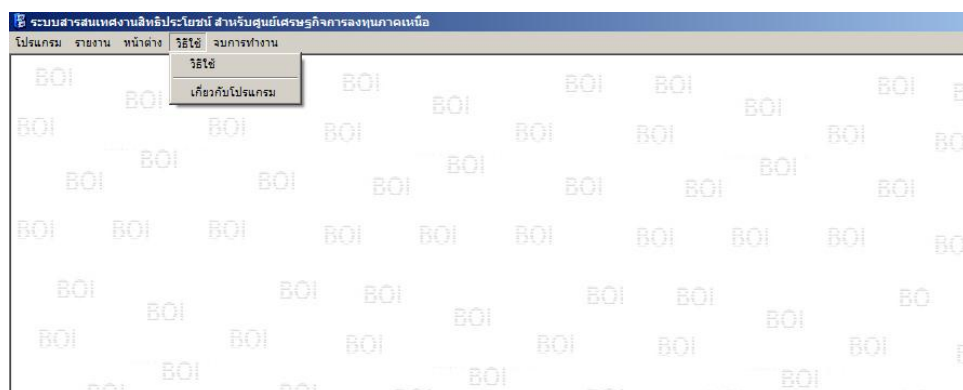 ระบบสารสนเทศงานสิทธิประโยชน์ สำหรับศูนย์เศรษฐกิจการลงทุนภาคเหนือ
โปรแกรม รายงาน หน้าต่าง วิธีใช้ จบการทำงาน
วิธีใช้
เกี่ยวกับโปรแกรม
BOI BOI BOI BOI BOI BOI BOI BOI
BOI BOI BOI BOI BOI BOI
BOI BOI BOI
BOI BOI BOI BOI BOI BOI
BOI BOI BOI BOI BOI BOI BOI BOI BOI
BOI BOI BOI BOI BOI
BOI BOI BOI
BOI BOI BOI BOI BOI BOI
BOI BOI BOI